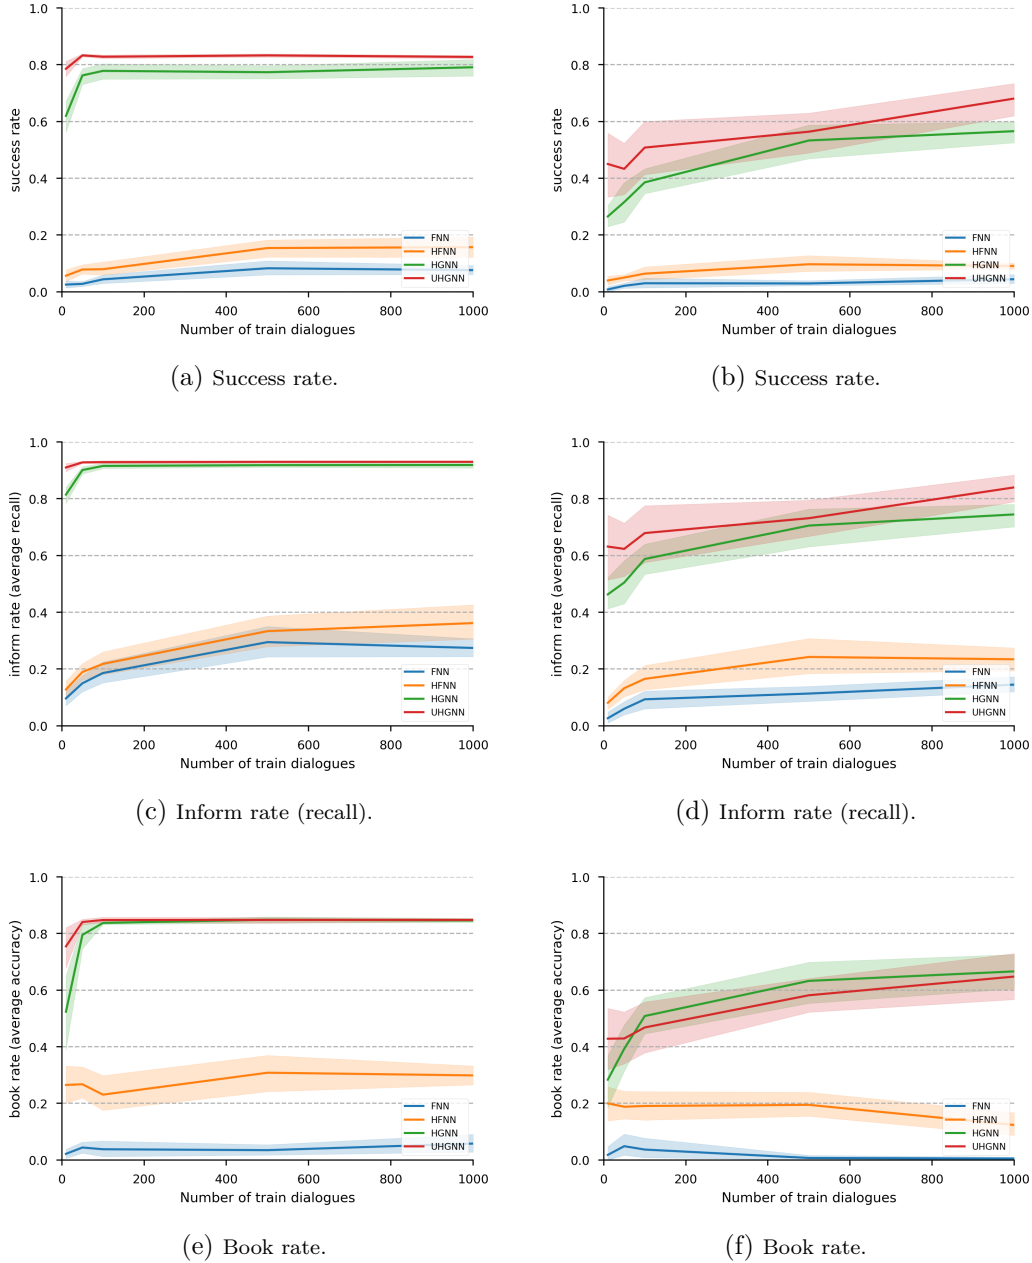 1.0
0.8
0.6
0.4
0.2
0.0
success rate
FNN
HFNN
HGNN
UHGNN
0 200 400 600 800 1000
Number of train dialogues
(a) Success rate.
1.0
0.8
0.6
0.4
0.2
0.0
success rate
FNN
HFNN
HGNN
UHGNN
0 200 400 600 800 1000
Number of train dialogues
(b) Success rate.
1.0
0.8
0.6
0.4
0.2
0.0
inform rate (average recall)
FNN
HFNN
HGNN
UHGNN
0 200 400 600 800 1000
Number of train dialogues
(c) Inform rate (recall).
1.0
0.8
0.6
0.4
0.2
0.0
inform rate (average recall)
FNN
HFNN
HGNN
UHGNN
0 200 400 600 800 1000
Number of train dialogues
(d) Inform rate (recall).
1.0
0.8
0.6
0.4
0.2
0.0
book rate (average accuracy)
FNN
HFNN
HGNN
UHGNN
0 200 400 600 800 1000
Number of train dialogues
(e) Book rate.
1.0
0.8
0.6
0.4
0.2
0.0
book rate (average accuracy)
FNN
HFNN
HGNN
UHGNN
0 200 400 600 800 1000
Number of train dialogues
(f) Book rate.